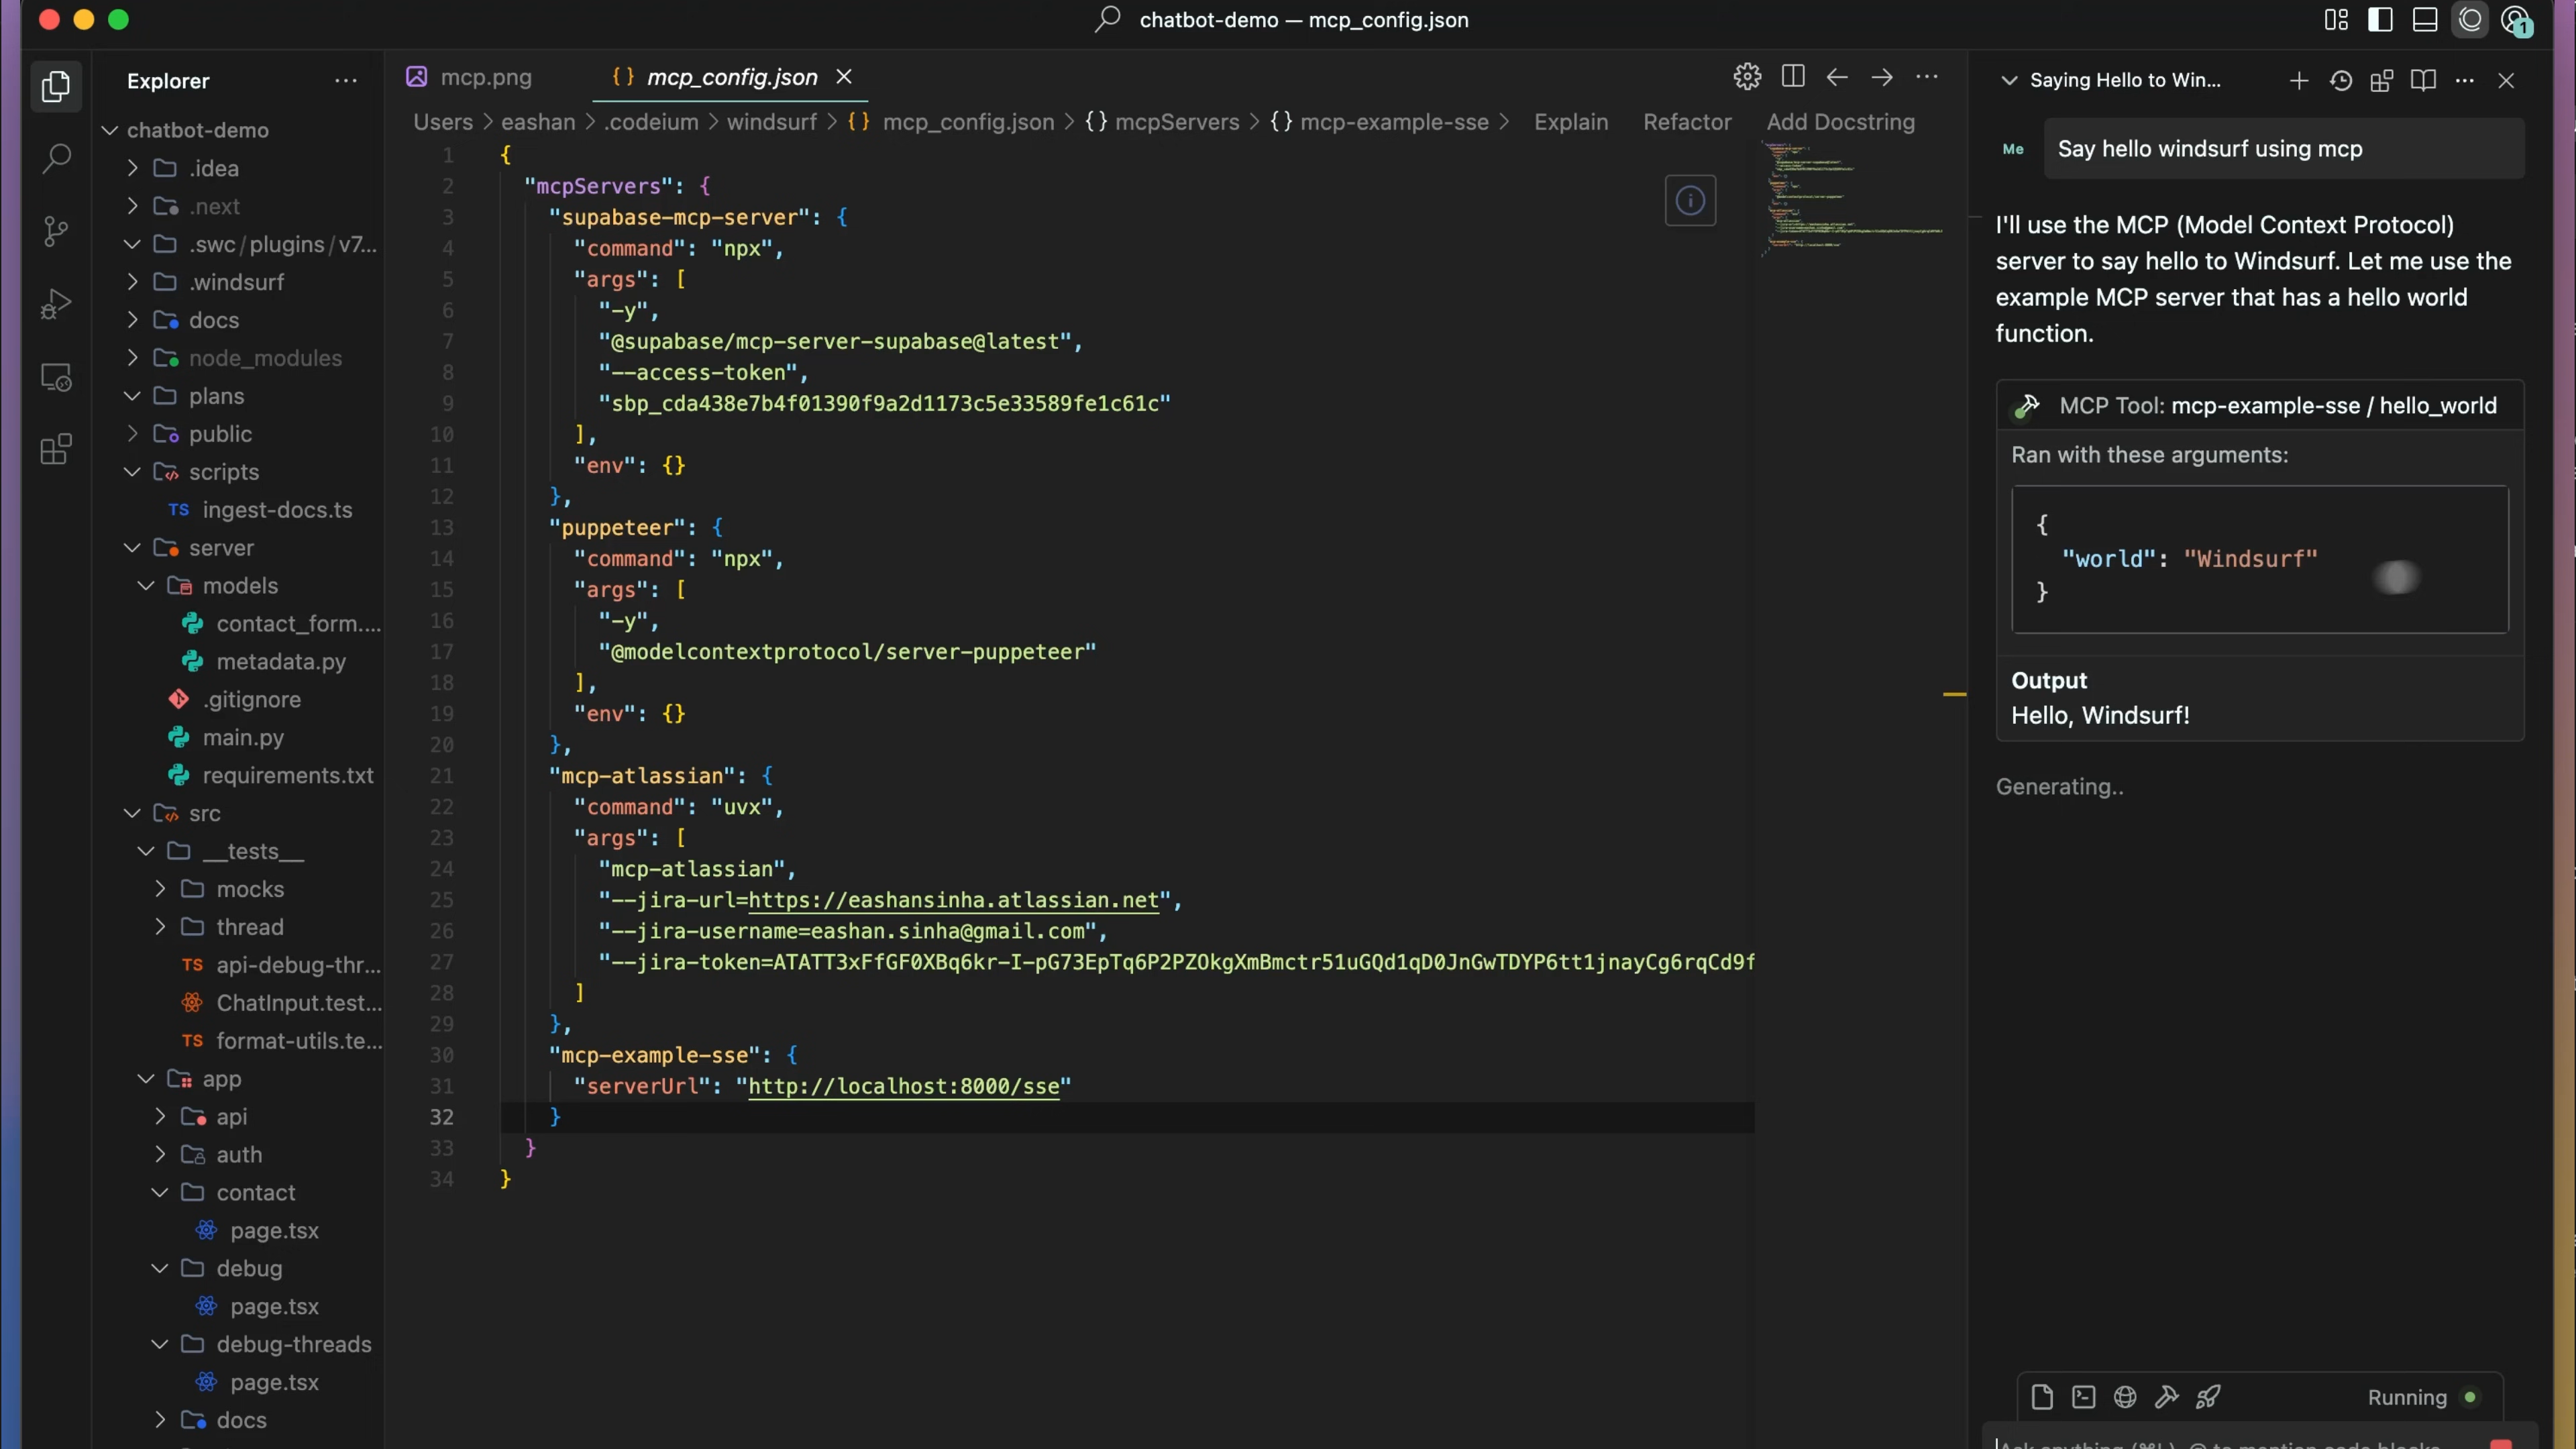 chatbot-demo — mcp_config.json
1
Explorer
chatbot-demo
.idea
.next
.swc/plugins/v7...
.windsurf
docs
node_modules
plans
public
scripts
TS ingest-docs.ts
server
models
contact_form....
metadata.py
.gitignore
main.py
requirements.txt
src
__tests__
mocks
thread
TS api-debug-thr...
ChatInput.test...
TS format-utils.te...
app
api
auth
contact
page.tsx
debug
page.tsx
debug-threads
page.tsx
docs
mcp.png
{} mcp_config.json
Users > eashan > .codeium > windsurf > {} mcp_config.json > {} mcpServers > {} mcp-example-sse > Explain Refactor Add Docstring
1 {
2 "mcpServers": {
3 "supabase-mcp-server": {
4 "command": "npx",
5 "args": [
6 "-y",
7 "@supabase/mcp-server-supabase@latest",
8 "--access-token",
9 "sbp_cda438e7b4f01390f9a2d1173c5e33589fe1c61c"
10 ],
11 "env": {}
12 },
13 "puppeteer": {
14 "command": "npx",
15 "args": [
16 "-y",
17 "@modelcontextprotocol/server-puppeteer"
18 ],
19 "env": {}
20 },
21 "mcp-atlassian": {
22 "command": "uvx",
23 "args": [
24 "mcp-atlassian",
25 "--jira-url=https://eashansinha.atlassian.net",
26 "--jira-username=eashan.sinha@gmail.com",
27 "--jira-token=ATATT3xFfGF0XBq6kr-I-pG73EpTq6P2PZOkgXmBmctr51uGQd1qD0JnGwTDYP6tt1jnayCg6rqCd9f
28 ]
29 },
30 "mcp-example-sse": {
31 "serverUrl": "http://localhost:8000/sse"
32 }
33 }
34 }
Saying Hello to Win...
Me Say hello windsurf using mcp
I'll use the MCP (Model Context Protocol)
server to say hello to Windsurf. Let me use the
example MCP server that has a hello world
function.
MCP Tool: mcp-example-sse / hello_world
Ran with these arguments:
{
"world": "Windsurf"
}
Output
Hello, Windsurf!
Generating..
Running
Ask anything (⌘L), @ to mention code blocks